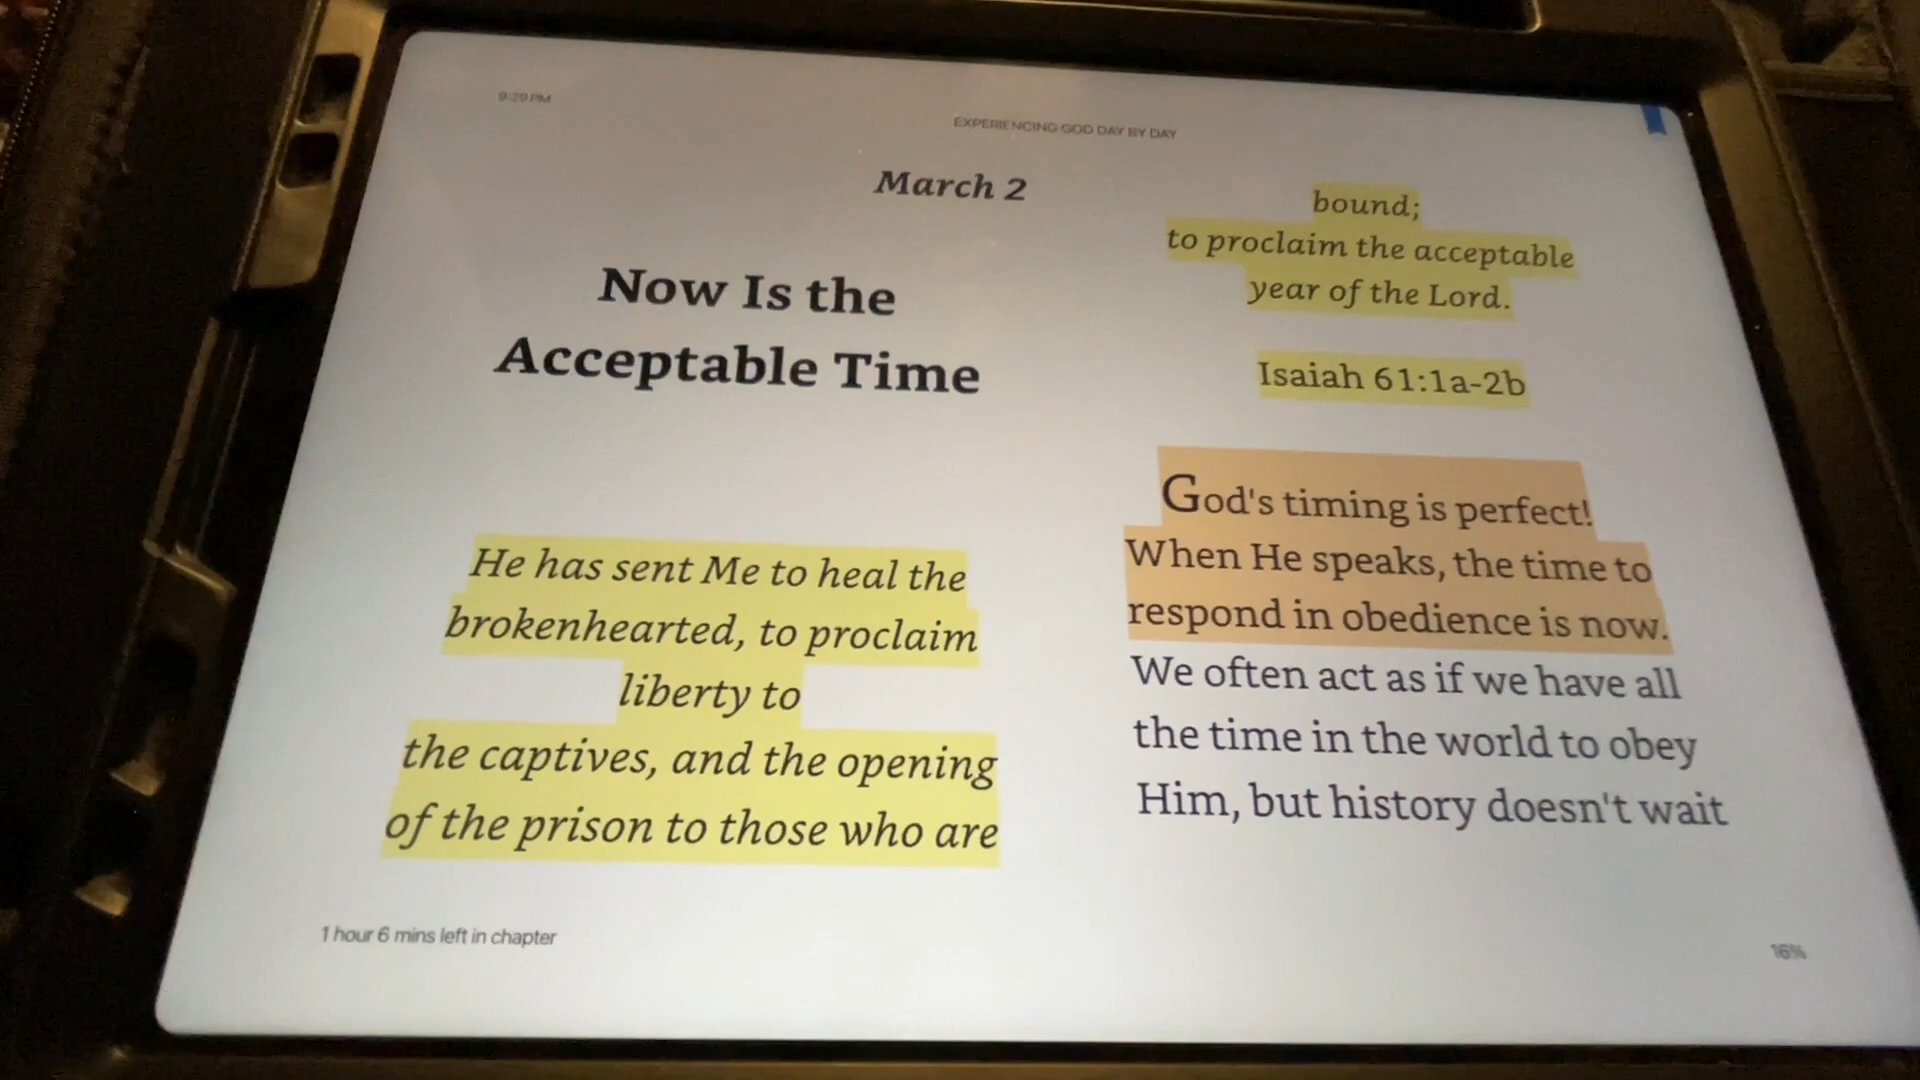 9:29 PM
EXPERIENCING GOD DAY BY DAY
March 2
Now Is the
Acceptable Time
He has sent Me to heal the
brokenhearted, to proclaim
liberty to
the captives, and the opening
of the prison to those who are
bound;
to proclaim the acceptable
year of the Lord.
Isaiah 61:1a-2b
God's timing is perfect!
When He speaks, the time to
respond in obedience is now.
We often act as if we have all
the time in the world to obey
Him, but history doesn't wait
1 hour 6 mins left in chapter
16%